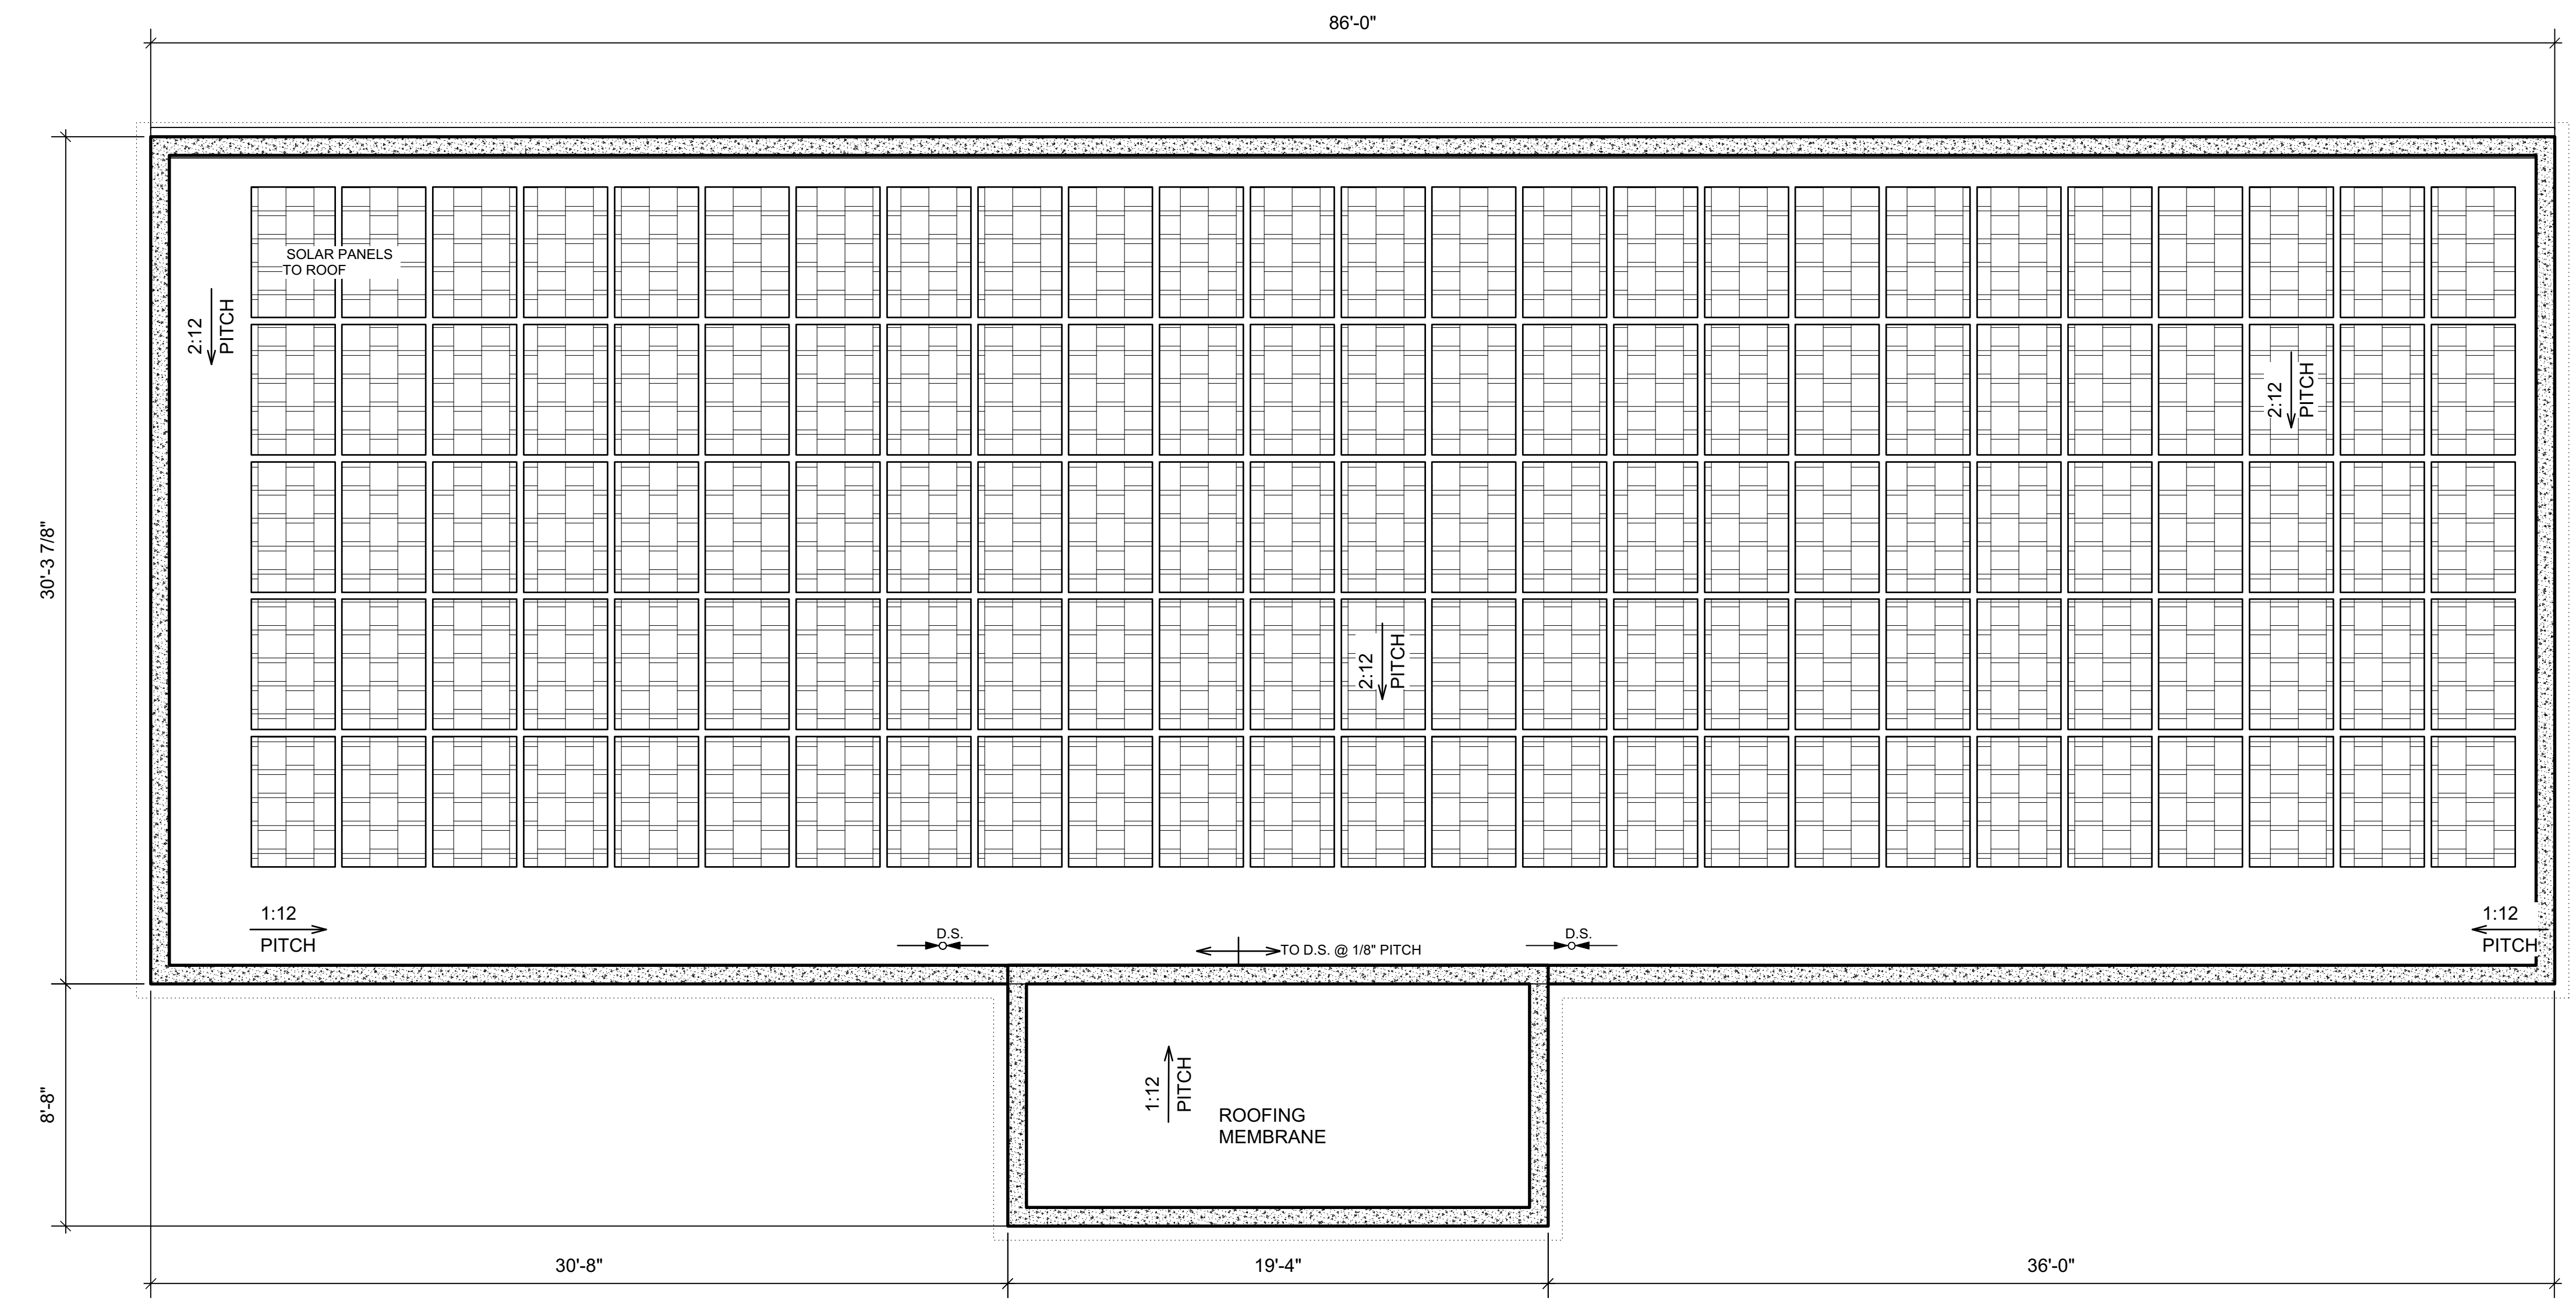 86'-0"
SOLAR PANELS
TO ROOF
2:12
PITCH
2:12
PITCH
30'-3 7/8"
2:12
PITCH
1:12
PITCH
D.S.
TO D.S. @ 1/8" PITCH
D.S.
1:12
PITCH
8'-8"
1:12
PITCH
ROOFING
MEMBRANE
30'-8"
19'-4"
36'-0"